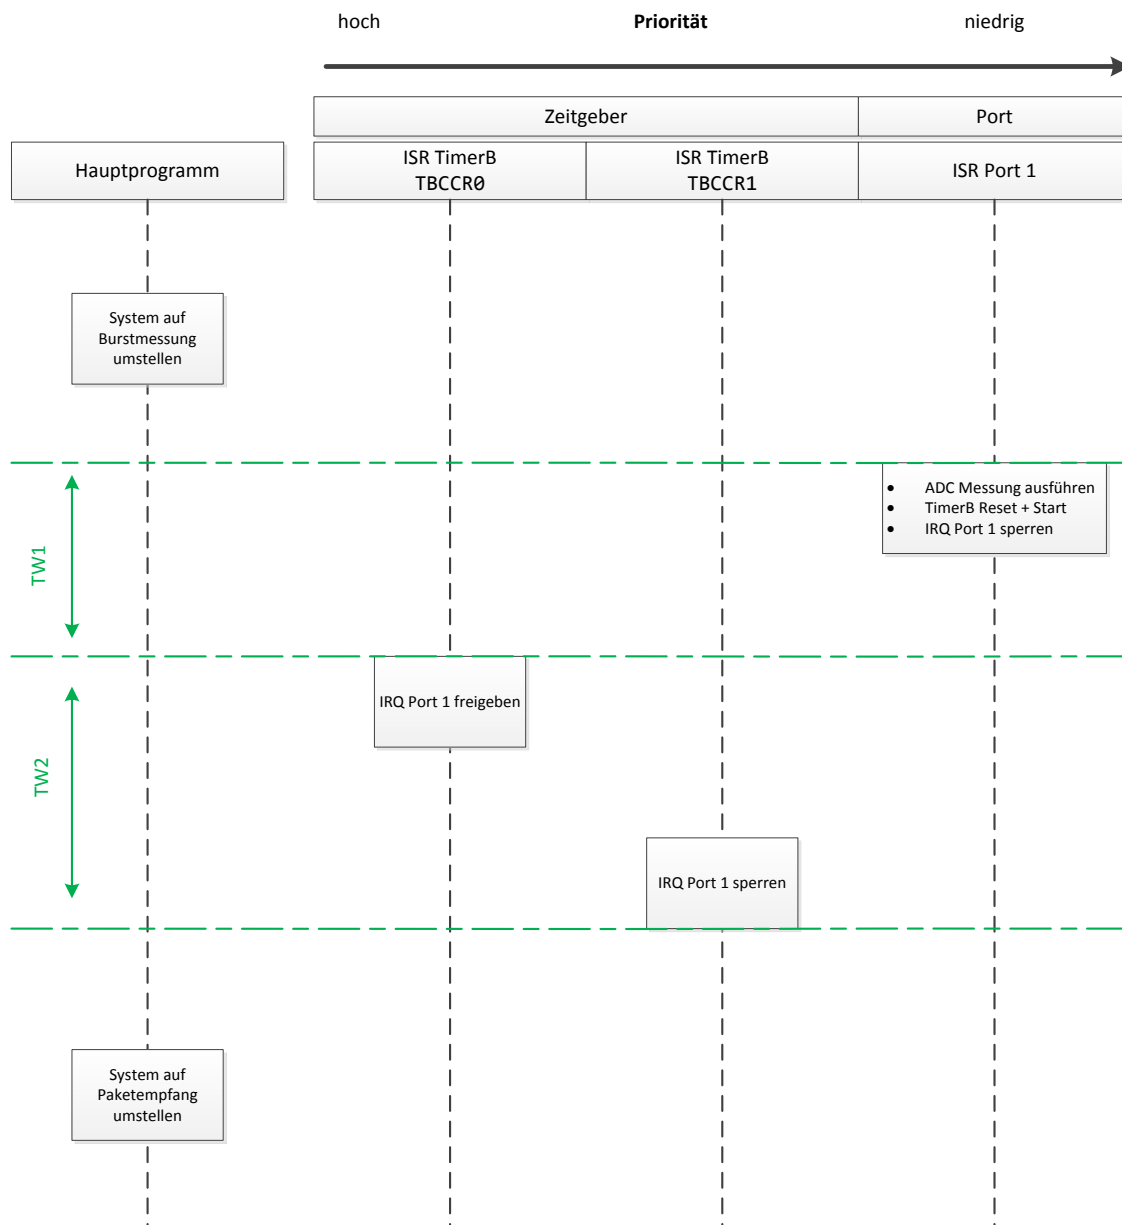 hoch
Priorität
niedrig
Zeitgeber
Port
Hauptprogramm
ISR TimerB
TBCCR0
ISR TimerB
TBCCR1
ISR Port 1
System auf
Burstmessung
umstellen
• ADC Messung ausführen
• TimerB Reset + Start
• IRQ Port 1 sperren
TW1
IRQ Port 1 freigeben
TW2
IRQ Port 1 sperren
System auf
Paketempfang
umstellen